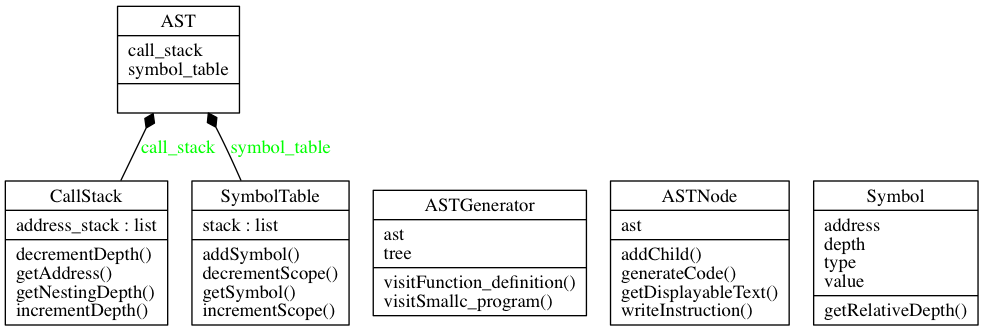 AST
call_stack
symbol_table
call_stack
symbol_table
CallStack
address_stack : list
decrementDepth()
getAddress()
getNestingDepth()
incrementDepth()
SymbolTable
stack : list
addSymbol()
decrementScope()
getSymbol()
incrementScope()
ASTGenerator
ast
tree
visitFunction_definition()
visitSmallc_program()
ASTNode
ast
addChild()
generateCode()
getDisplayableText()
writeInstruction()
Symbol
address
depth
type
value
getRelativeDepth()